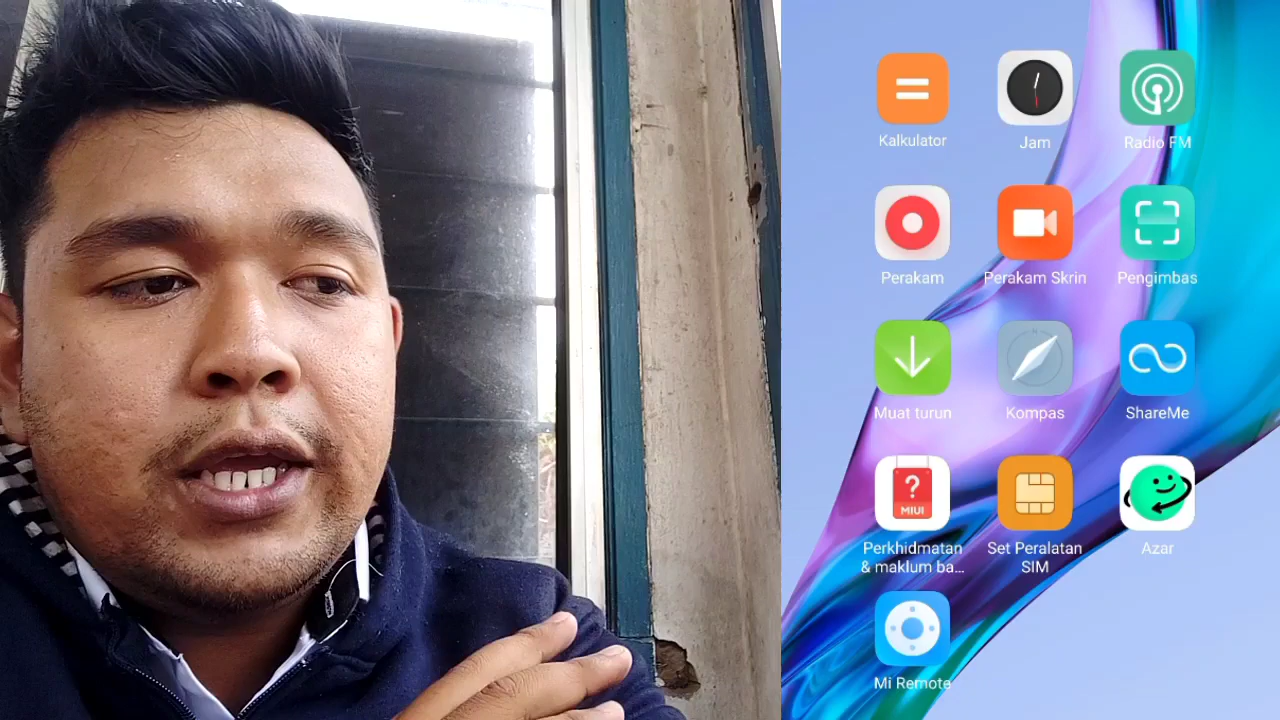 Kalkulator
Jam
Radio FM
Perakam
Perakam Skrin
Pengimbas
Muat turun
Kompas
ShareMe
?
MIUI
Perkhidmatan
& maklum ba...
Set Peralatan
SIM
Azar
Mi Remote